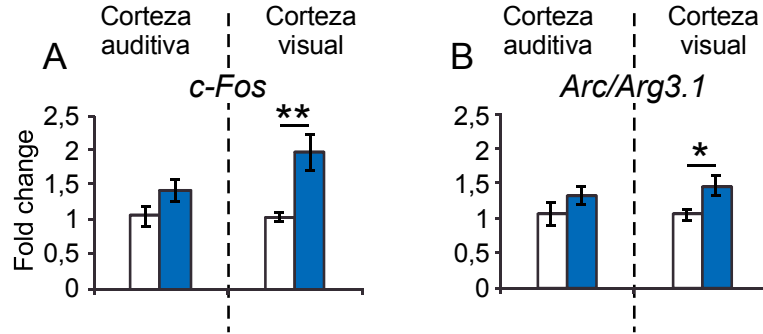 Corteza auditiva
Corteza visual
A
c-Fos
Fold change
2,5
2
1,5
1
0,5
0
**
Corteza auditiva
Corteza visual
B
Arc/Arg3.1
2,5
2
1,5
1
0,5
0
*